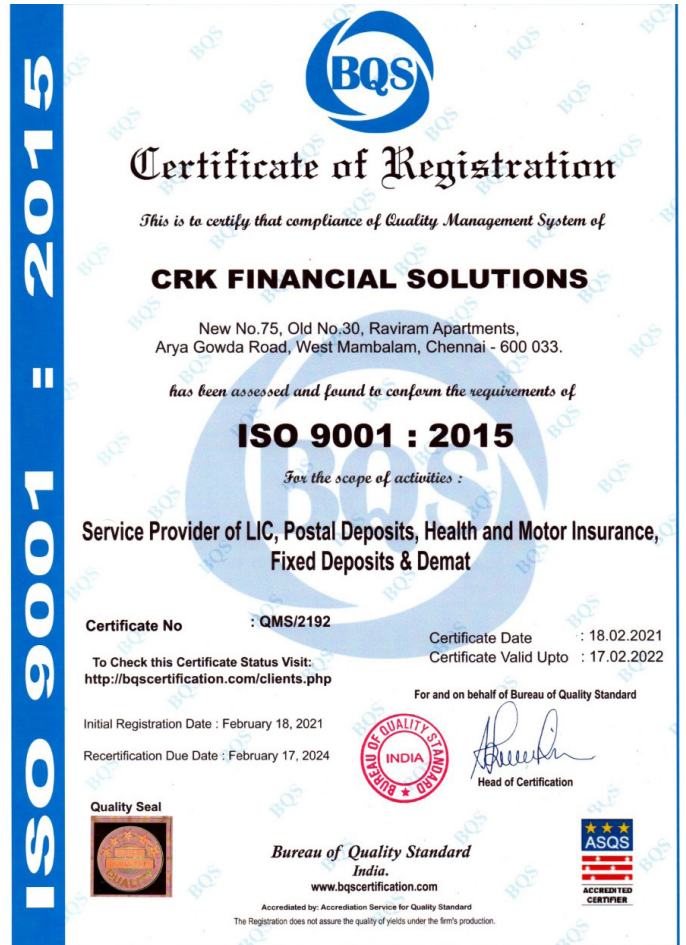 ISO 9001 : 2015
BQS
Certificate of Registration
This is to certify that compliance of Quality Management System of
CRK FINANCIAL SOLUTIONS
New No.75, Old No.30, Raviram Apartments,
Arya Gowda Road, West Mambalam, Chennai - 600 033.
has been assessed and found to conform the requirements of
ISO 9001 : 2015
For the scope of activities :
Service Provider of LIC, Postal Deposits, Health and Motor Insurance,
Fixed Deposits & Demat
Certificate No : QMS/2192
Certificate Date : 18.02.2021
Certificate Valid Upto : 17.02.2022
To Check this Certificate Status Visit:
http://bqscertification.com/clients.php
For and on behalf of Bureau of Quality Standard
Initial Registration Date : February 18, 2021
Recertification Due Date : February 17, 2024
BUREAU OF QUALITY STANDARD
INDIA
Head of Certification
Quality Seal
QUALITY
Bureau of Quality Standard
India.
www.bqscertification.com
Accrediated by: Accrediation Service for Quality Standard
The Registration does not assure the quality of yields under the firm's production.
ASQS
ACCREDITED
CERTIFIER